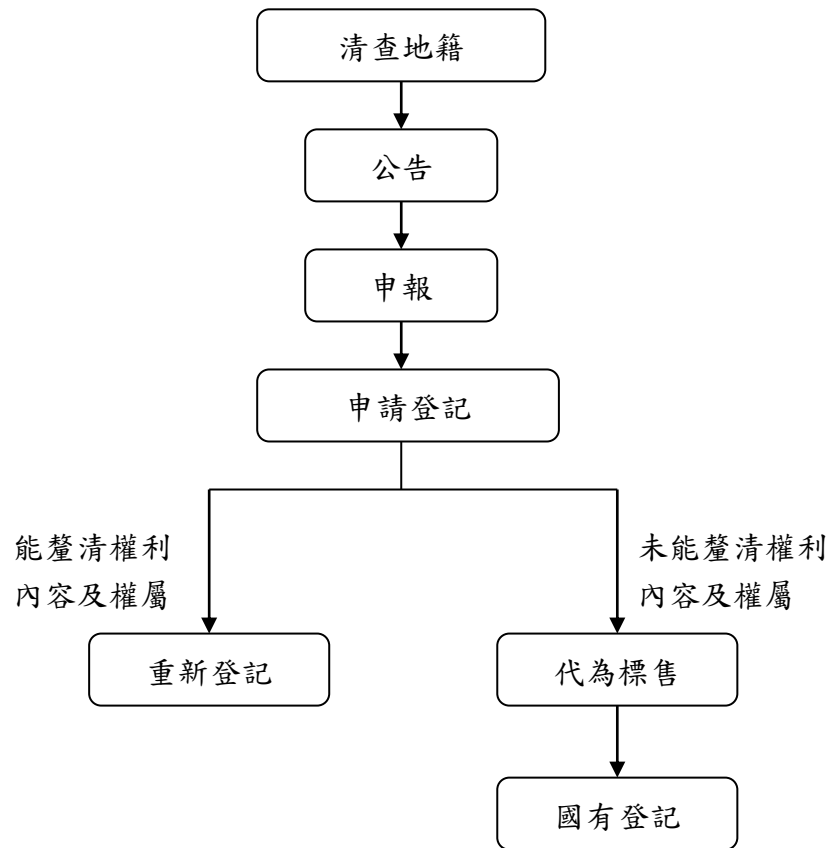 清查地籍
公告
申報
申請登記
能釐清權利
內容及權屬
未能釐清權利
內容及權屬
重新登記
代為標售
國有登記